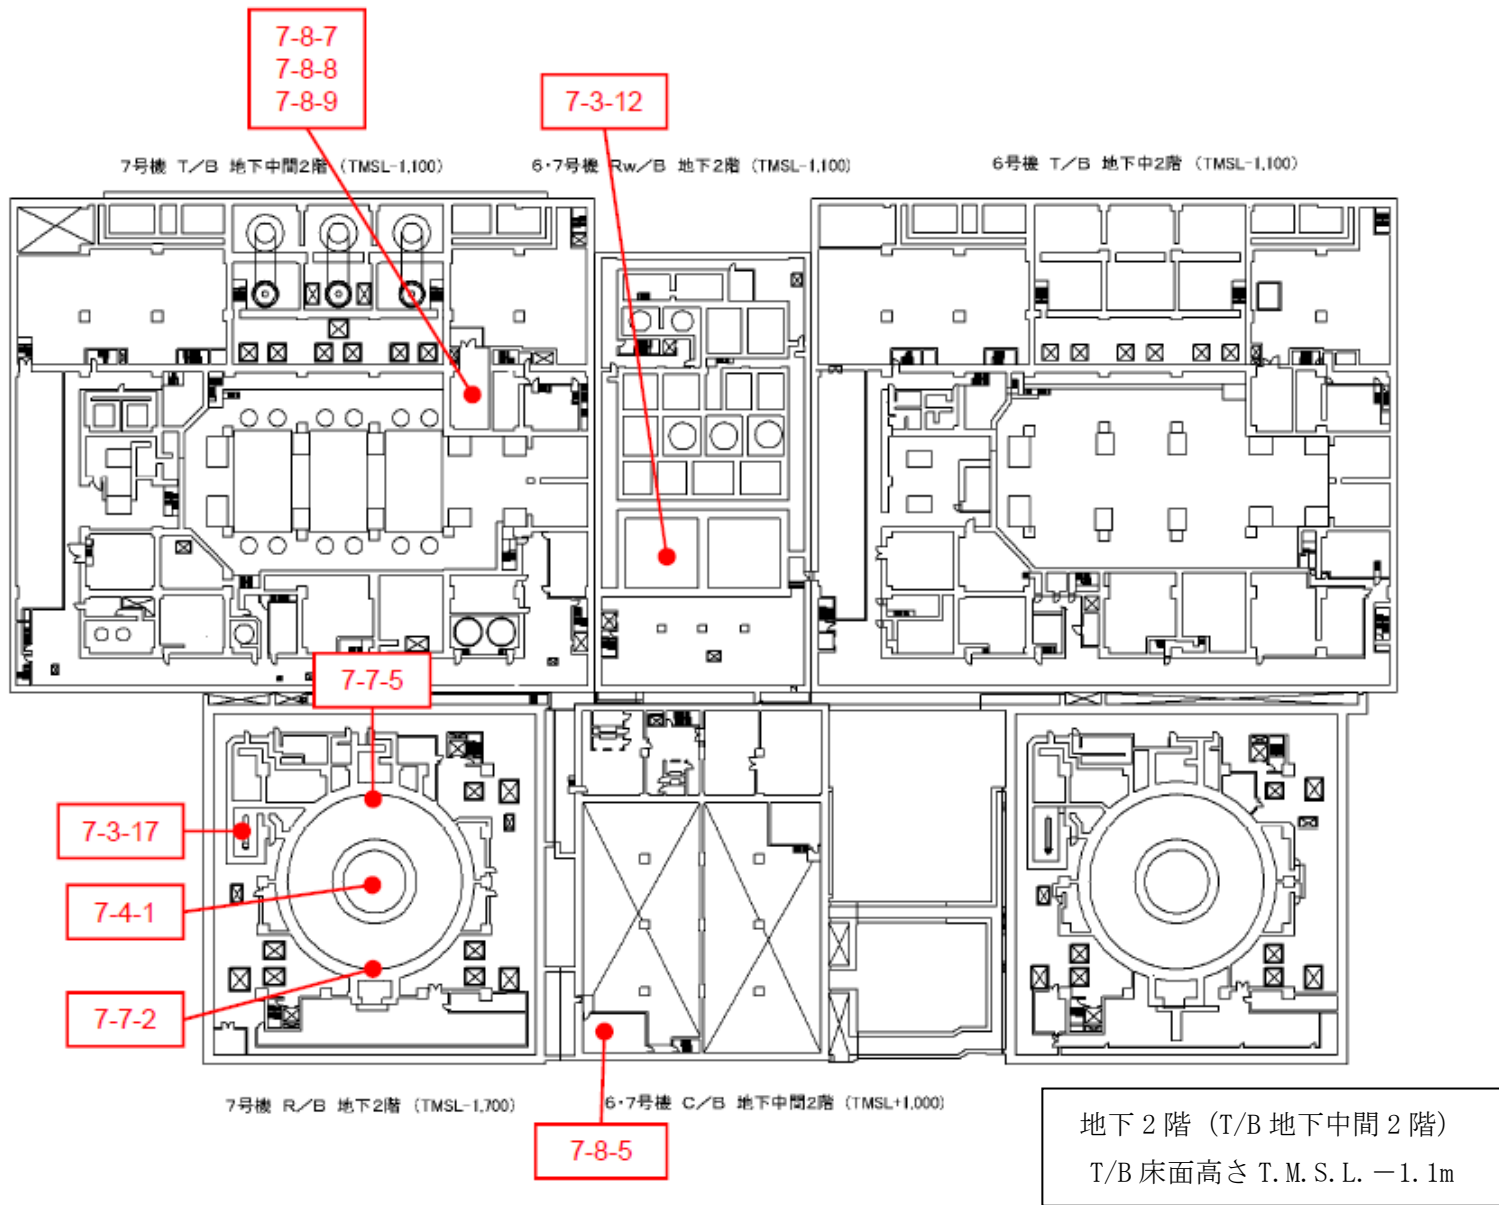 7-8-7
7-8-8
7-8-9
7-3-12
7号機 T/B 地下中間2階 (TMSL-1,100)
6・7号機 Rw/B 地下2階 (TMSL-1,100)
6号機 T/B 地下中2階 (TMSL-1,100)
7-7-5
7-3-17
7-4-1
7-7-2
7号機 R/B 地下2階 (TMSL-1,700)
6・7号機 C/B 地下中間2階 (TMSL+1,000)
7-8-5
地下2階 (T/B 地下中間2階)
T/B 床面高さ T.M.S.L. -1.1m